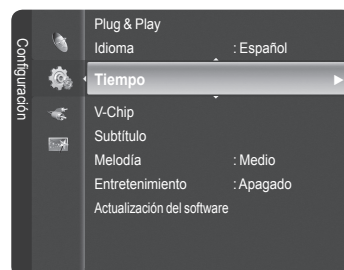 Configuración
Plug & Play
Idioma : Español
Tiempo
V-Chip
Subtítulo
Melodía : Medio
Entretenimiento : Apagado
Actualización del software